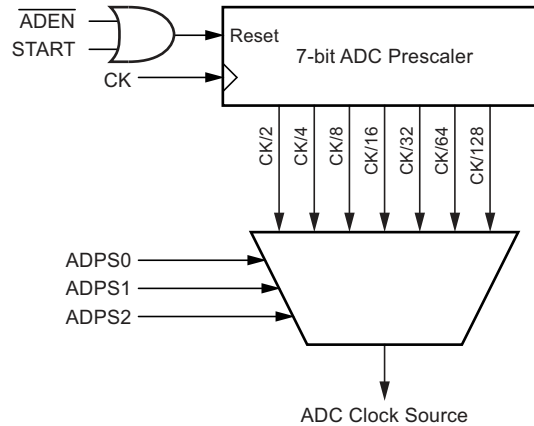 ADEN
START
Reset
7-bit ADC Prescaler
CK
CK/2
CK/4
CK/8
CK/16
CK/32
CK/64
CK/128
ADPS0
ADPS1
ADPS2
ADC Clock Source